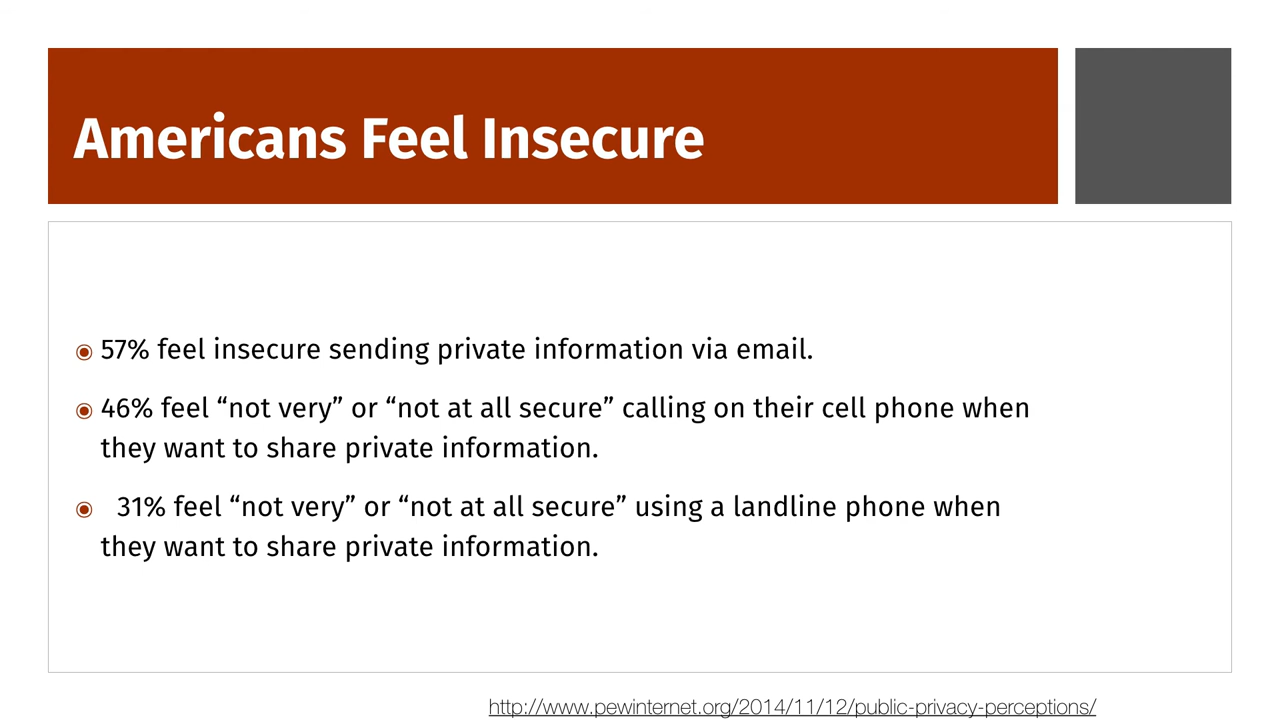 Americans Feel Insecure
57% feel insecure sending private information via email.
46% feel “not very” or “not at all secure” calling on their cell phone when
they want to share private information.
31% feel “not very” or “not at all secure” using a landline phone when
they want to share private information.
http://www.pewinternet.org/2014/11/12/public-privacy-perceptions/